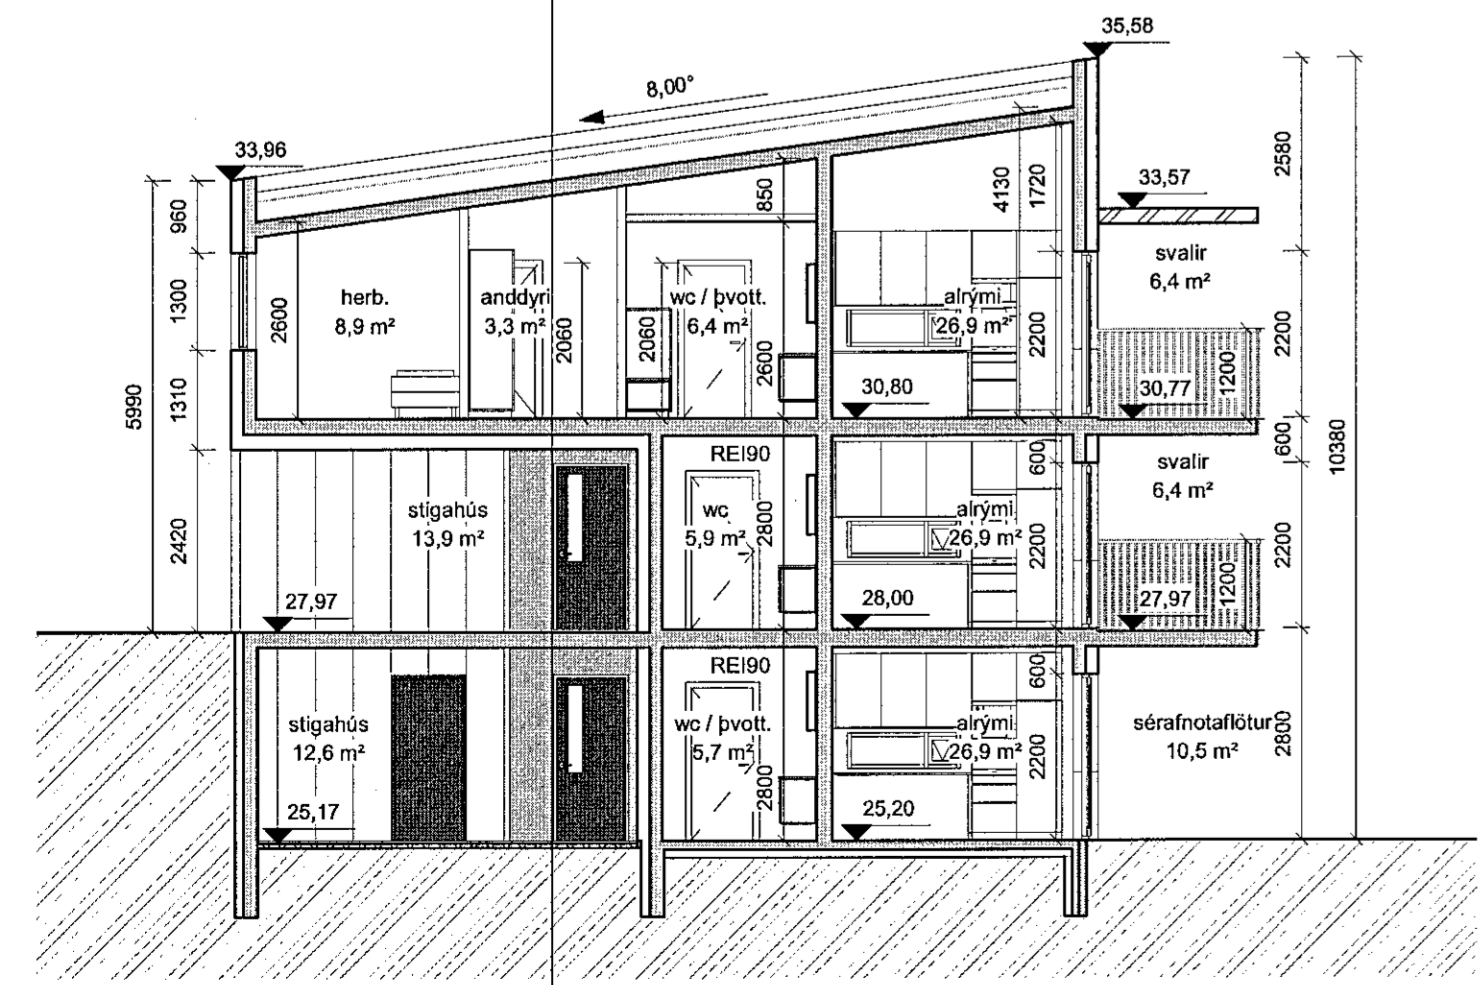 35,58
8,00°
33,96
33,57
2580
10380
960
850
4130
1720
svalir
6,4 m²
1300
2600
herb.
8,9 m²
anddyri
3,3 m²
2060
2060
wc / þvott.
6,4 m²
2600
alrými
26,9 m²
2200
2200
1200
30,80
30,77
5990
1310
REI90
600
600
svalir
6,4 m²
stigahús
13,9 m²
wc
5,9 m²
2800
alrými
26,9 m²
2420
2200
2200
1200
27,97
28,00
27,97
REI90
600
stigahús
12,6 m²
wc / þvott.
5,7 m²
alrými
26,9 m²
sérafnotaflötur
10,5 m²
2800
2200
2800
25,17
25,20